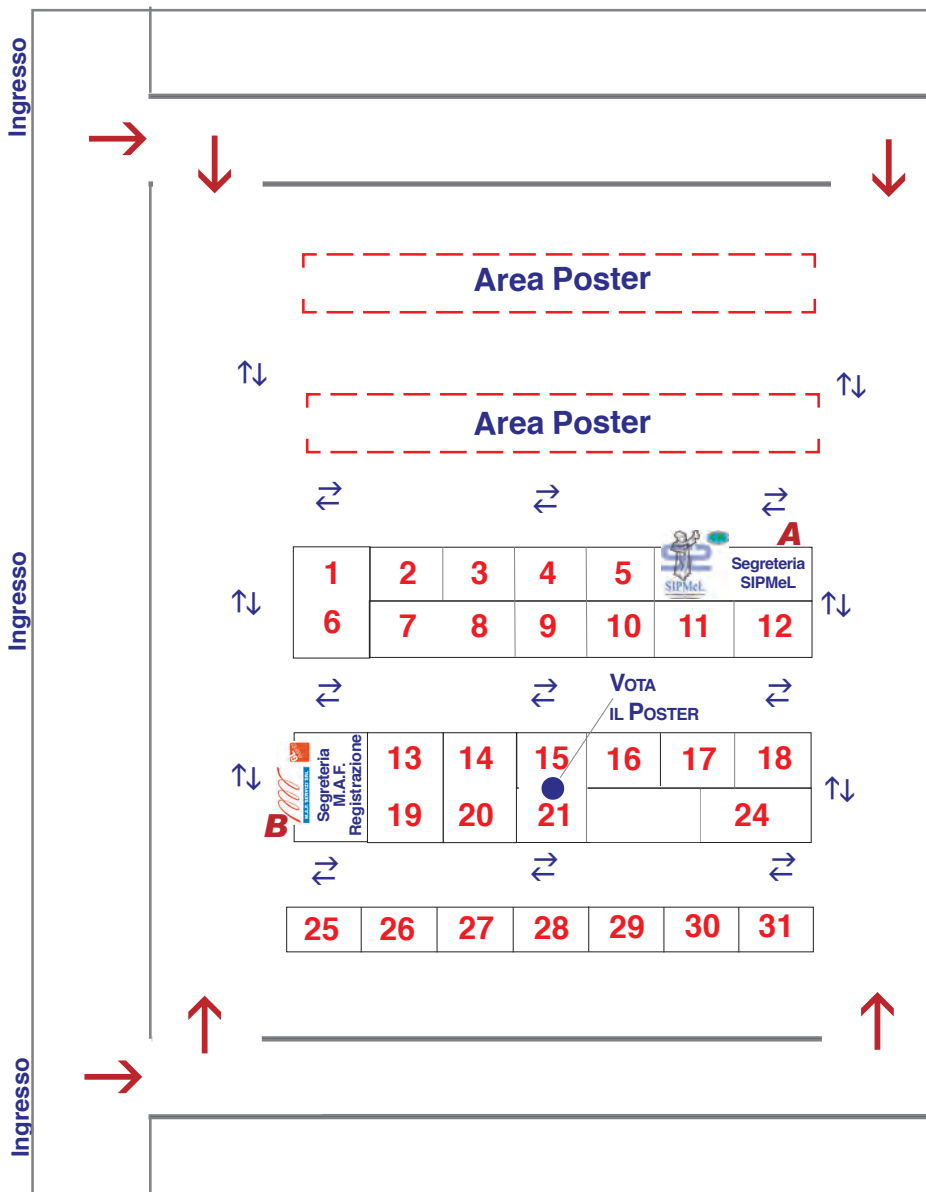 Ingresso
Area Poster
Area Poster
A
1 2 3 4 5
SIPMeL
Segreteria
SIPMeL
Ingresso
6 7 8 9 10 11 12
VOTA
IL POSTER
B
Segreteria
M.A.F.
Registrazione
13 14 15 16 17 18
19 20 21 24
25 26 27 28 29 30 31
Ingresso